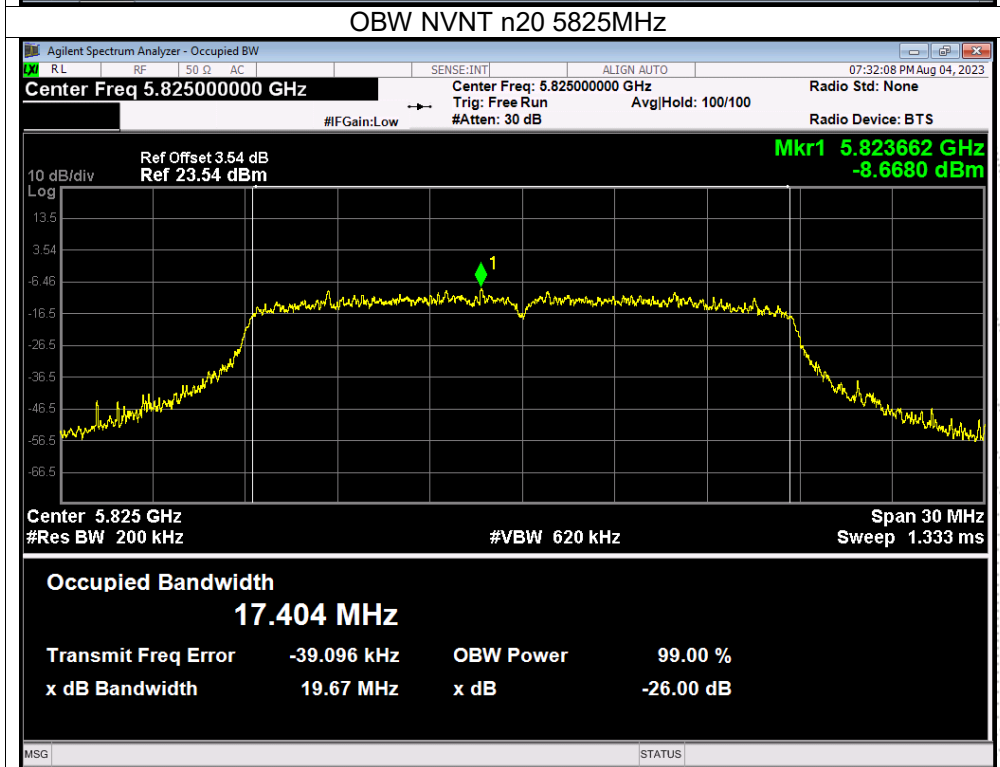 OBW NVNT n20 5825MHz
Agilent Spectrum Analyzer - Occupied BW
LXI RL RF 50 Ω AC SENSE:INT ALIGN AUTO 07:32:08 PM Aug 04, 2023
Center Freq 5.825000000 GHz Center Freq: 5.825000000 GHz Radio Std: None
Trig: Free Run Avg|Hold: 100/100
#IFGain:Low #Atten: 30 dB Radio Device: BTS
Ref Offset 3.54 dB Mkr1 5.823662 GHz
10 dB/div Ref 23.54 dBm -8.6680 dBm
Log
13.5
3.54
1
-6.46
-16.5
-26.5
-36.5
-46.5
-56.5
-66.5
Center 5.825 GHz Span 30 MHz
#Res BW 200 kHz #VBW 620 kHz Sweep 1.333 ms
Occupied Bandwidth
17.404 MHz
Transmit Freq Error -39.096 kHz OBW Power 99.00 %
x dB Bandwidth 19.67 MHz x dB -26.00 dB
MSG STATUS